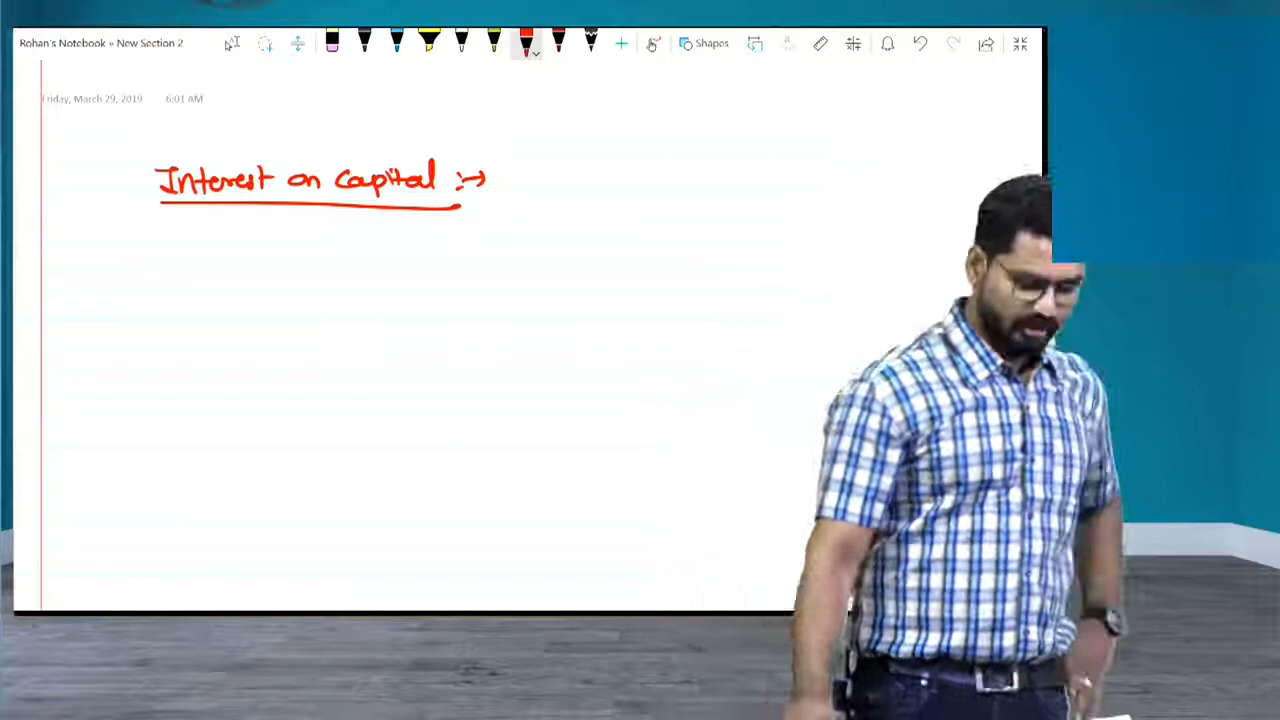 Rohan's Notebook » New Section 2
Shapes
Friday, March 29, 2019 6:01 AM
Interest on Capital :→